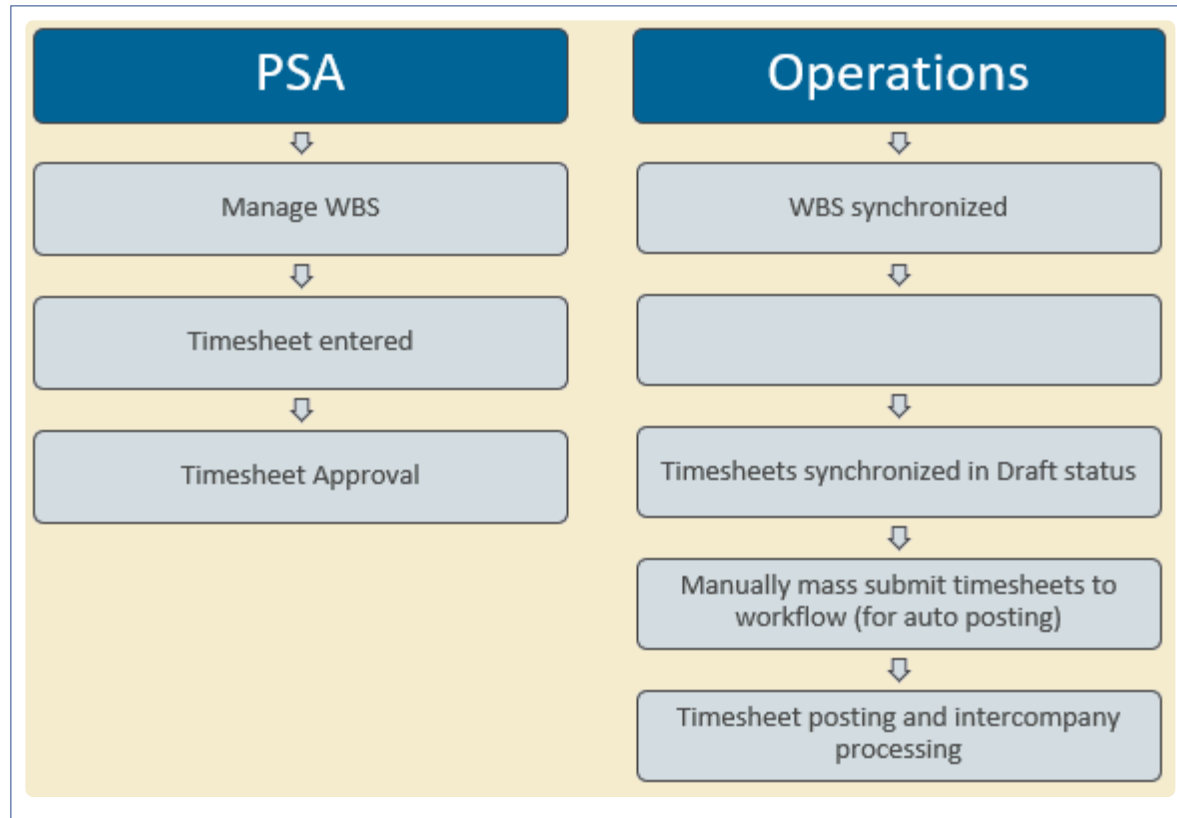 PSA
Manage WBS
Timesheet entered
Timesheet Approval
Operations
WBS synchronized
Timesheets synchronized in Draft status
Manually mass submit timesheets to
workflow (for auto posting)
Timesheet posting and intercompany
processing